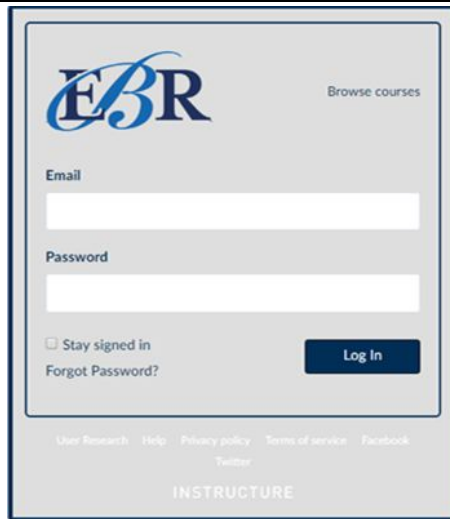 EBR
Browse courses
Email
Password
Stay signed in
Forgot Password?
Log In
User Research Help Privacy policy Terms of service Facebook
Twitter
INSTRUCTURE